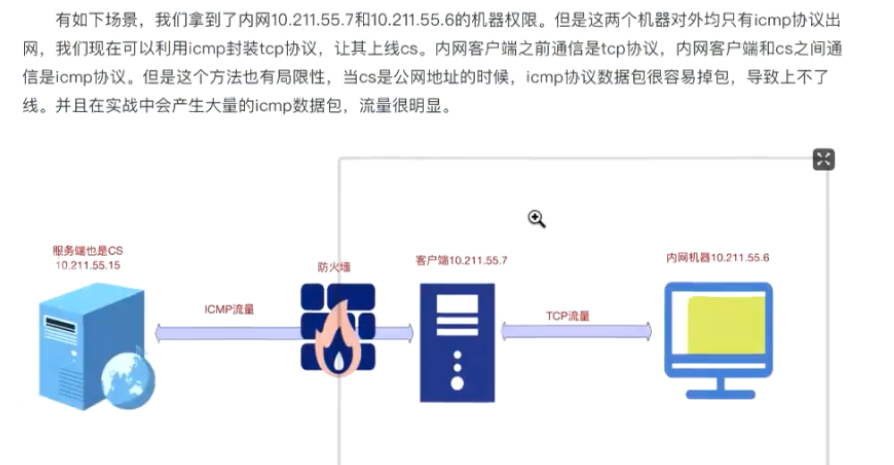 有如下场景，我们拿到了内网10.211.55.7和10.211.55.6的机器权限。但是这两个机器对外均只有icmp协议出
网，我们现在可以利用icmp封装tcp协议，让其上线cs。内网客户端之前通信是tcp协议，内网客户端和cs之间通
信是icmp协议。但是这个方法也有局限性，当cs是公网地址的时候，icmp协议数据包很容易掉包，导致上不了
线。并且在实战中会产生大量的icmp数据包，流量很明显。
服务端也是CS
10.211.55.15
防火墙
客户端10.211.55.7
内网机器10.211.55.6
ICMP流量
TCP流量